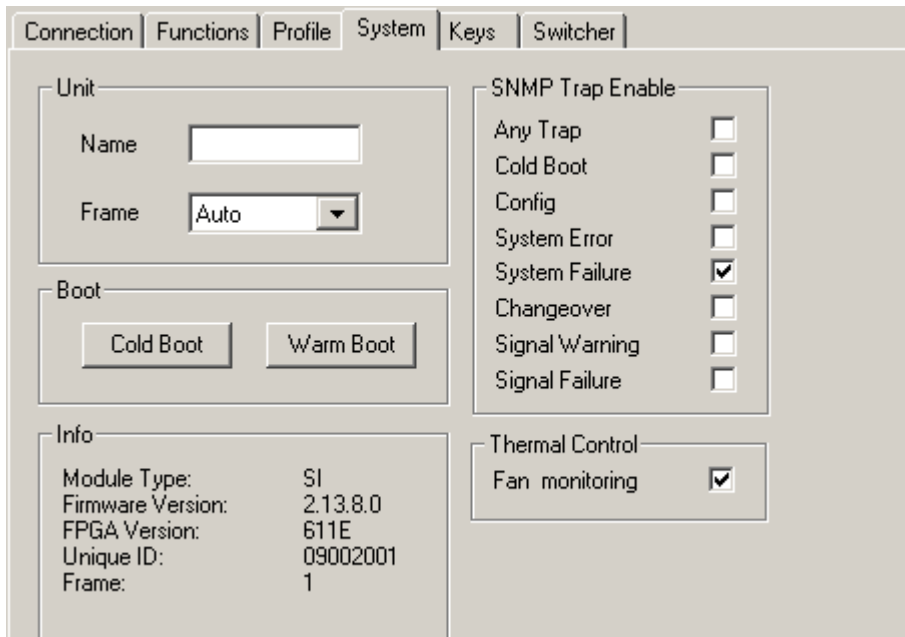 Connection Functions Profile System Keys Switcher
Unit
Name
Frame Auto
Boot
Cold Boot Warm Boot
Info
Module Type: SI
Firmware Version: 2.13.8.0
FPGA Version: 611E
Unique ID: 09002001
Frame: 1
SNMP Trap Enable
Any Trap
Cold Boot
Config
System Error
System Failure
Changeover
Signal Warning
Signal Failure
Thermal Control
Fan monitoring